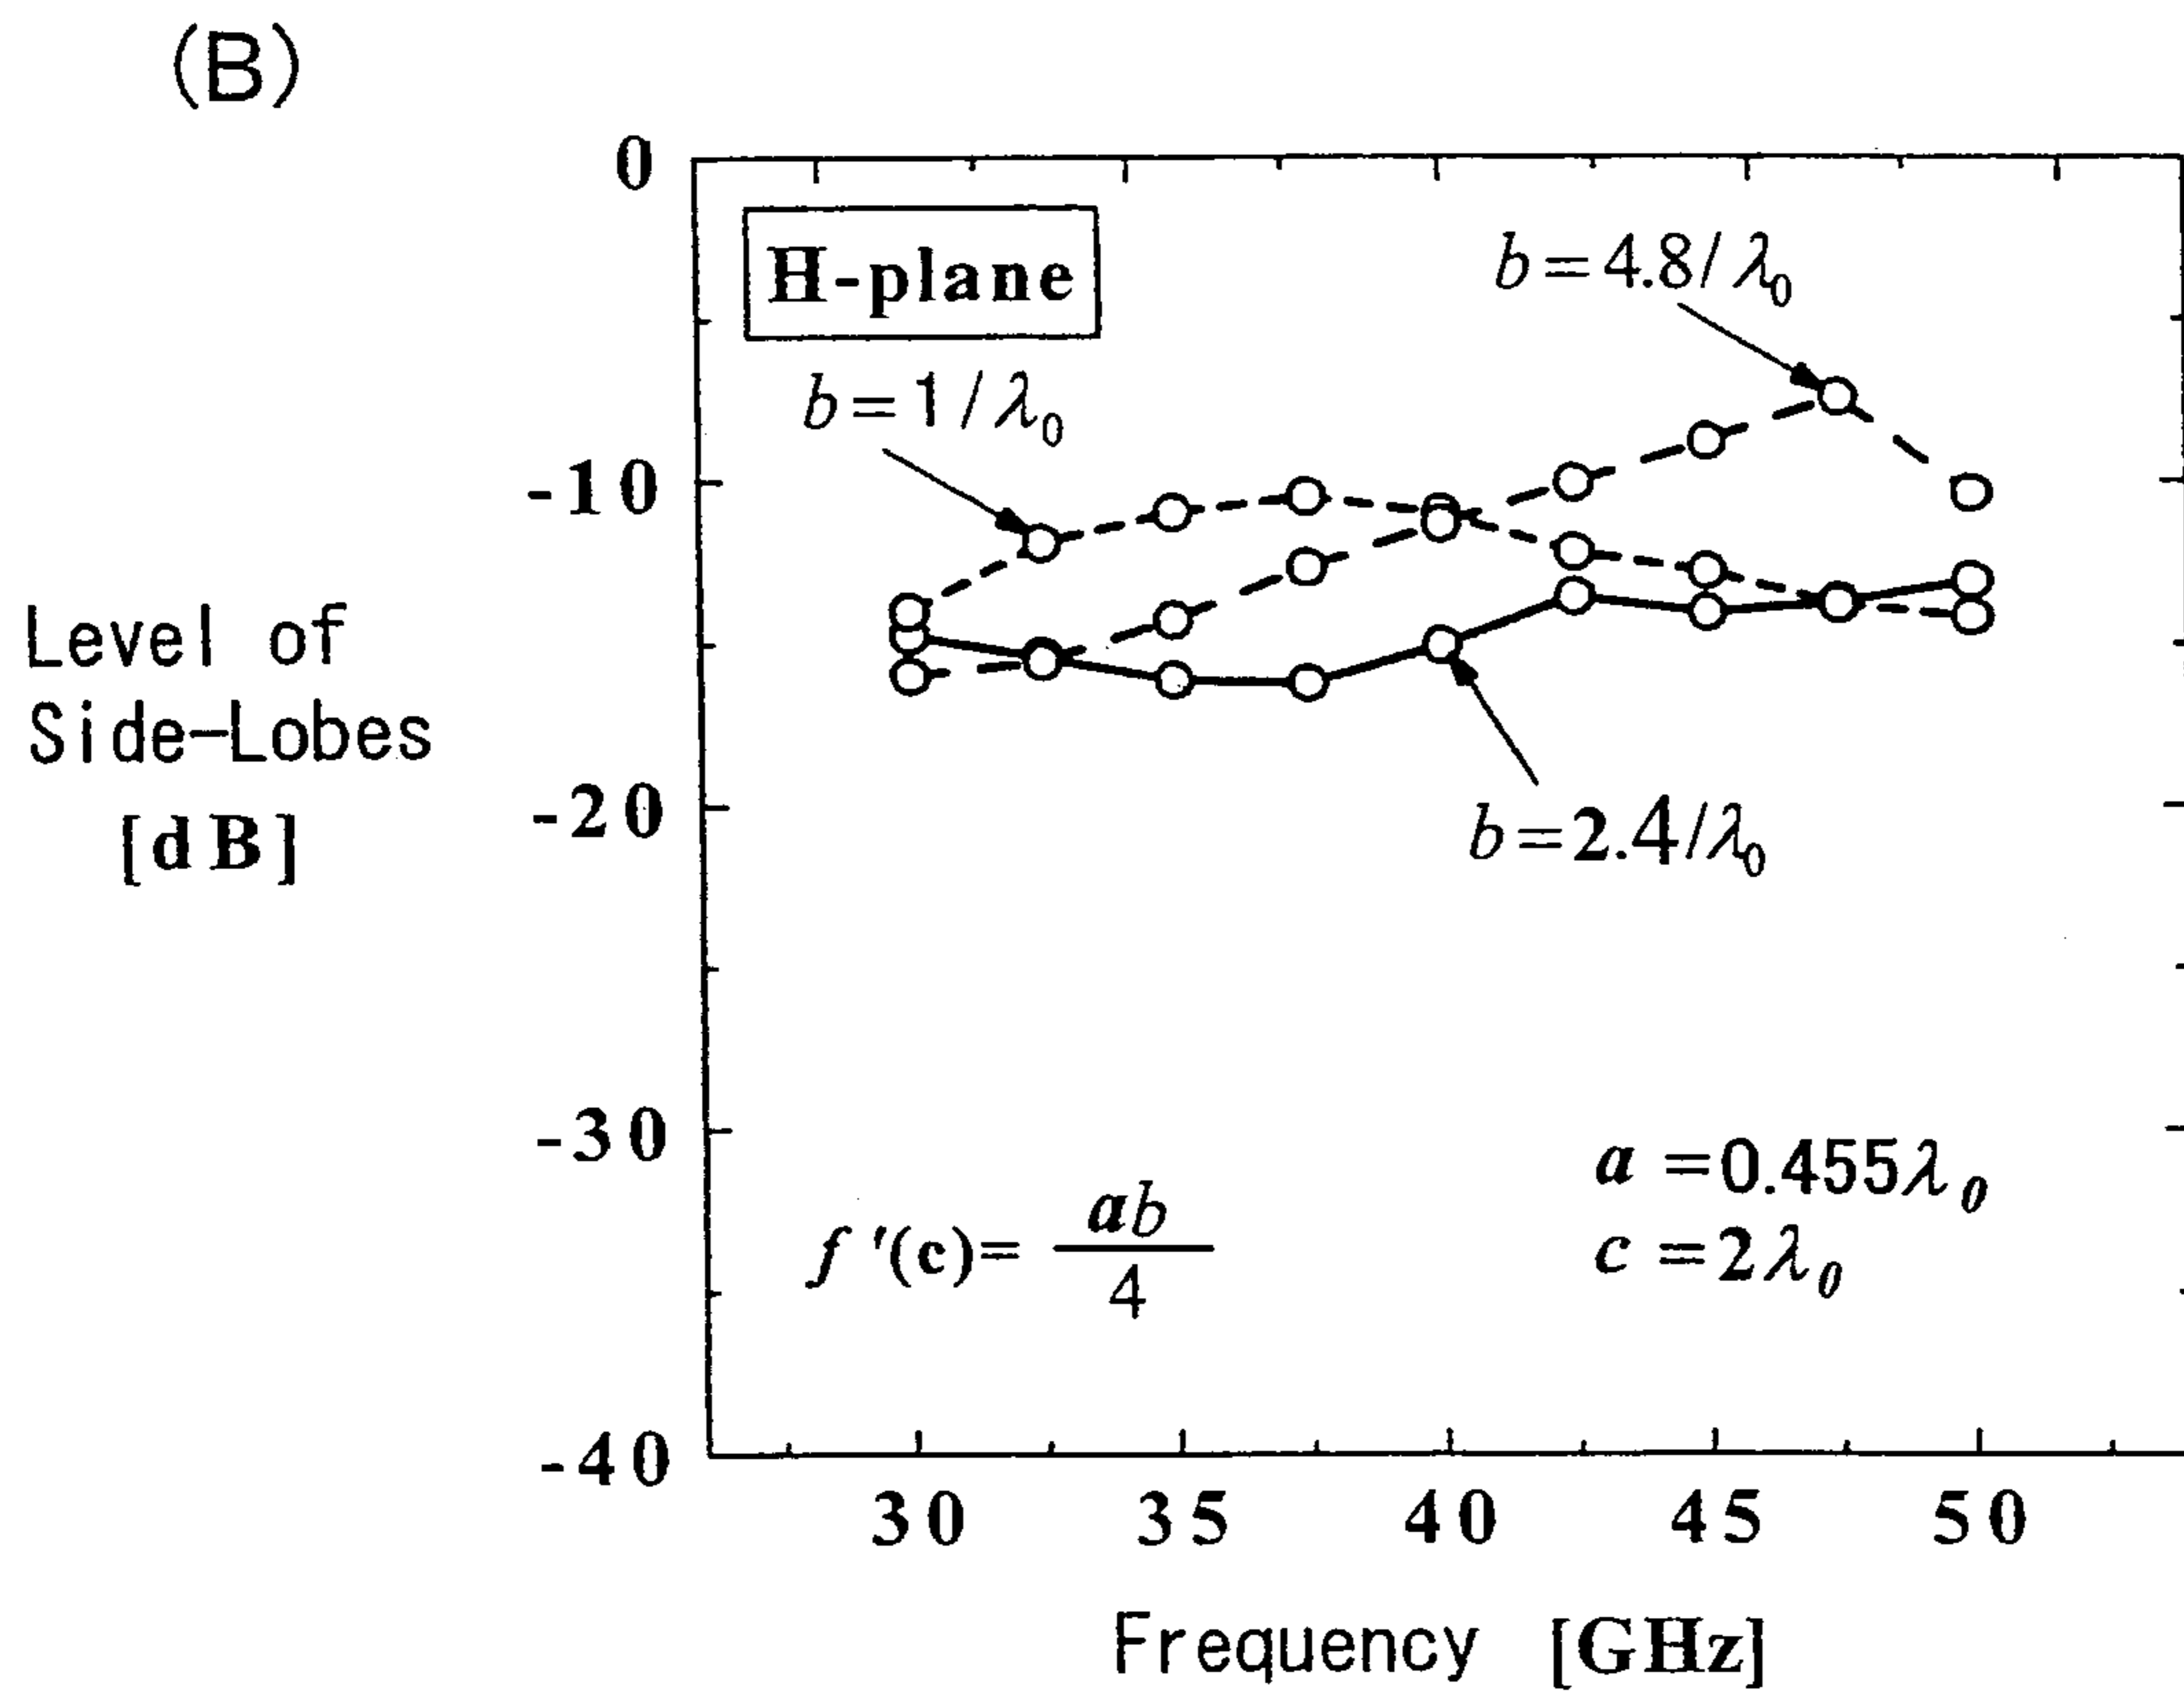 (B)
0
H-plane
b=4.8/λ₀
b=1/λ₀
-10
Level of
Side-Lobes
[dB]
-20
b=2.4/λ₀
-30
a=0.455λ₀
f'(c)= ab/4
c=2λ₀
-40
30 35 40 45 50
Frequency [GHz]